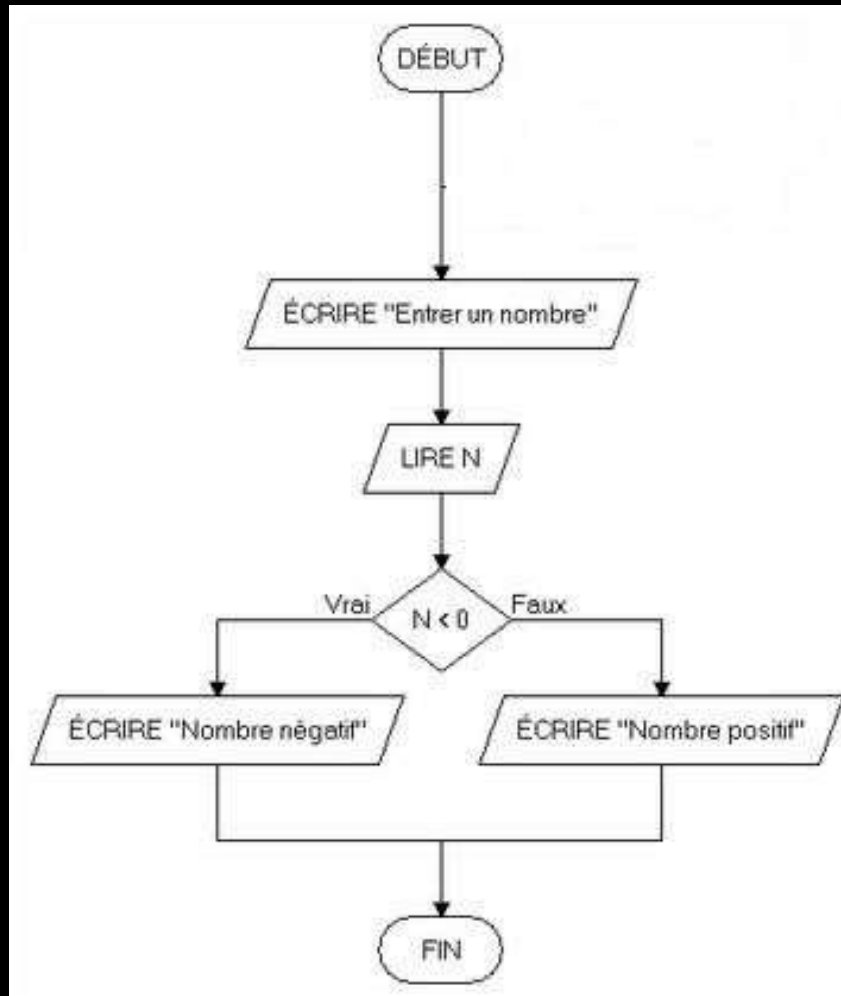 DÉBUT
ÉCRIRE "Entrer un nombre"
LIRE N
Vrai
N < 0
Faux
ÉCRIRE "Nombre négatif"
ÉCRIRE "Nombre positif"
FIN